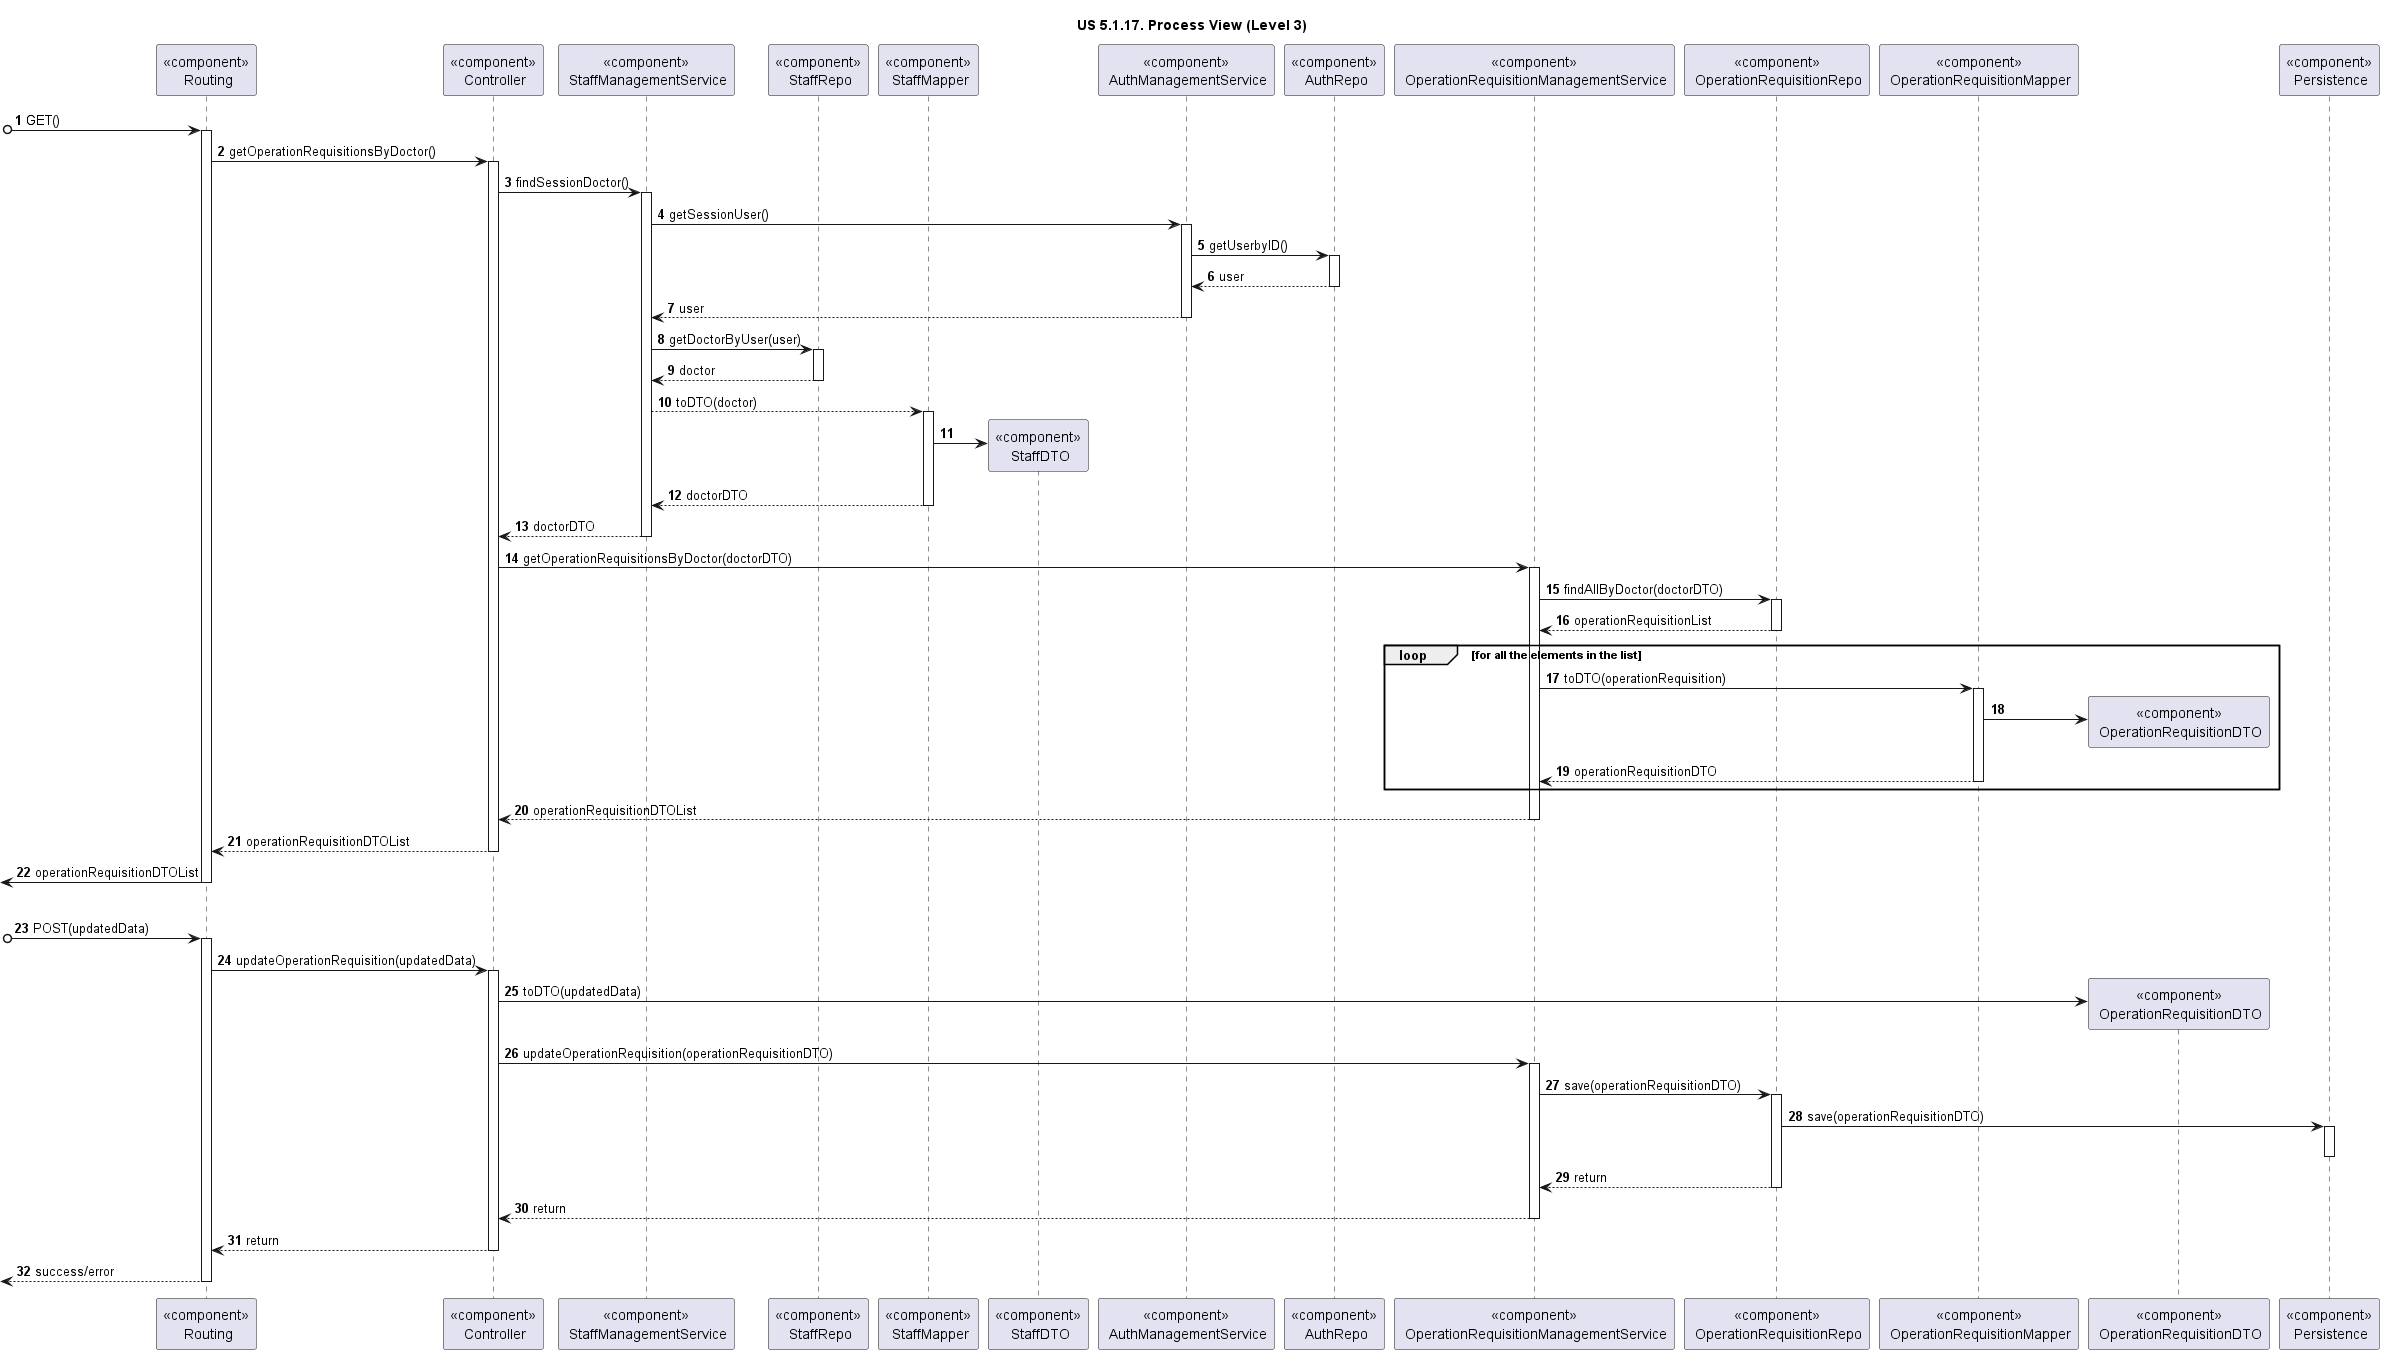 US 5.1.17. Process View (Level 3)
«component»
Routing
«component»
Controller
«component»
StaffManagementService
«component»
StaffRepo
«component»
StaffMapper
«component»
AuthManagementService
«component»
AuthRepo
«component»
OperationRequisitionManagementService
«component»
OperationRequisitionRepo
«component»
OperationRequisitionMapper
«component»
Persistence
1 GET()
2 getOperationRequisitionsByDoctor()
3 findSessionDoctor()
4 getSessionUser()
5 getUserbyID()
6 user
7 user
8 getDoctorByUser(user)
9 doctor
10 toDTO(doctor)
11
«component»
StaffDTO
12 doctorDTO
13 doctorDTO
14 getOperationRequisitionsByDoctor(doctorDTO)
15 findAllByDoctor(doctorDTO)
16 operationRequisitionList
loop [for all the elements in the list]
17 toDTO(operationRequisition)
18
«component»
OperationRequisitionDTO
19 operationRequisitionDTO
20 operationRequisitionDTOList
21 operationRequisitionDTOList
22 operationRequisitionDTOList
23 POST(updatedData)
24 updateOperationRequisition(updatedData)
25 toDTO(updatedData)
«component»
OperationRequisitionDTO
26 updateOperationRequisition(operationRequisitionDTO)
27 save(operationRequisitionDTO)
28 save(operationRequisitionDTO)
29 return
30 return
31 return
32 success/error
«component»
Routing
«component»
Controller
«component»
StaffManagementService
«component»
StaffRepo
«component»
StaffMapper
«component»
StaffDTO
«component»
AuthManagementService
«component»
AuthRepo
«component»
OperationRequisitionManagementService
«component»
OperationRequisitionRepo
«component»
OperationRequisitionMapper
«component»
OperationRequisitionDTO
«component»
Persistence